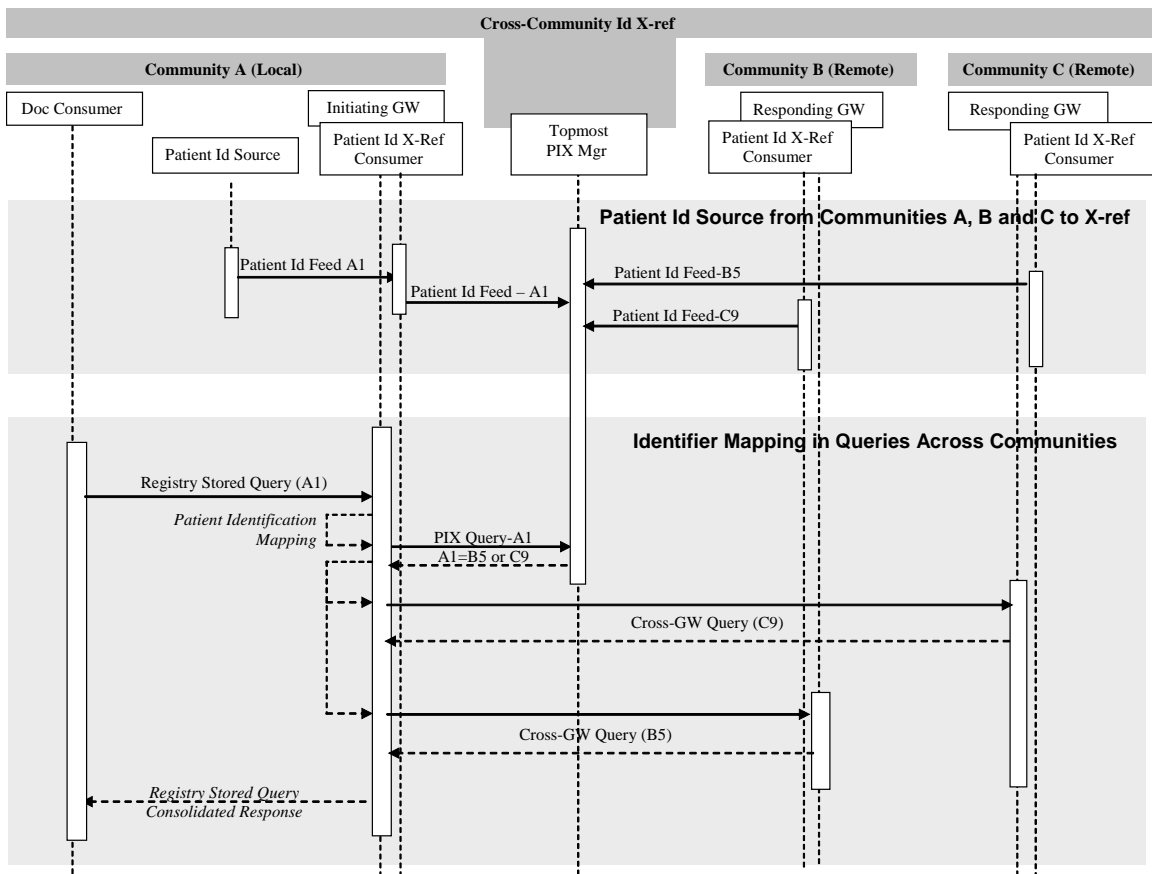 Cross-Community Id X-ref
Community A (Local)
Community B (Remote)
Community C (Remote)
Doc Consumer
Initiating GW
Responding GW
Responding GW
Patient Id Source
Patient Id X-Ref
Consumer
Topmost
PIX Mgr
Patient Id X-Ref
Consumer
Patient Id X-Ref
Consumer
Patient Id Source from Communities A, B and C to X-ref
Patient Id Feed A1
Patient Id Feed – A1
Patient Id Feed-B5
Patient Id Feed-C9
Identifier Mapping in Queries Across Communities
Registry Stored Query (A1)
Patient Identification
Mapping
PIX Query-A1
A1=B5 or C9
Cross-GW Query (C9)
Cross-GW Query (B5)
Registry Stored Query
Consolidated Response